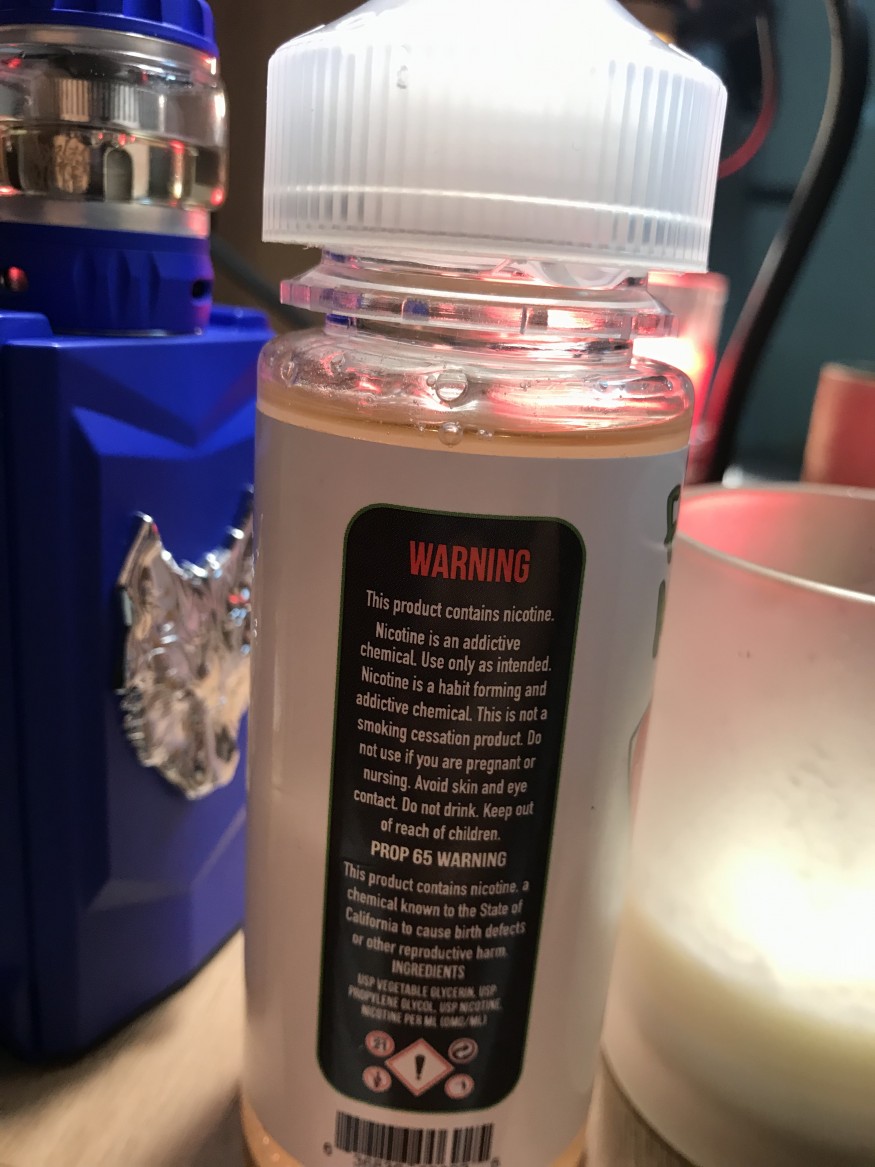 WARNING
This product contains nicotine.
Nicotine is an addictive
chemical. Use only as intended.
Nicotine is a habit forming and
addictive chemical. This is not a
smoking cessation product. Do
not use if you are pregnant or
nursing. Avoid skin and eye
contact. Do not drink. Keep out
of reach of children.
PROP 65 WARNING
This product contains nicotine. a
chemical known to the State of
California to cause birth defects
or other reproductive harm.
INGREDIENTS
USP VEGETABLE GLYCERIN, USP
PROPYLENE GLYCOL, USP NICOTINE,
NICOTINE PER ML (0MG/ML)
21
!